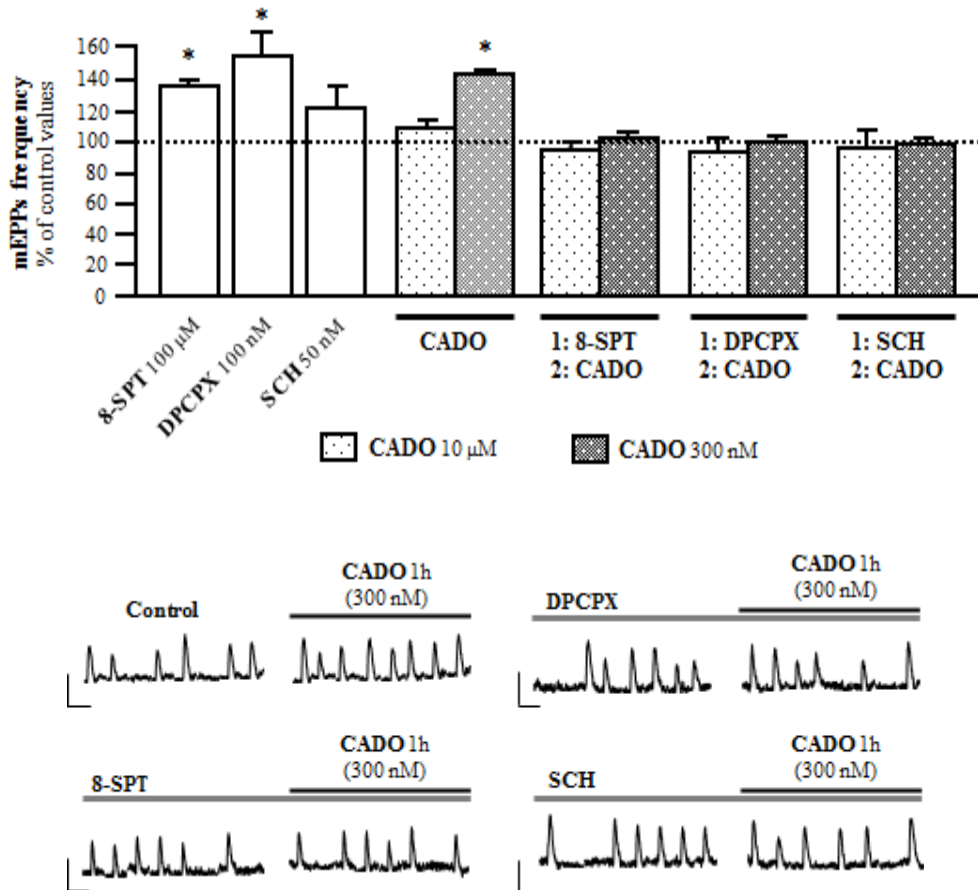 mEPPs frerquency
% of control values
160
140
120
100
80
60
40
20
0
*
*
*
8-SPT 100 µM
DPCPX 100 nM
SCH 50 nM
CADO
1: 8-SPT
2: CADO
1: DPCPX
2: CADO
1: SCH
2: CADO
CADO 10 µM
CADO 300 nM
Control
CADO 1h
(300 nM)
DPCPX
CADO 1h
(300 nM)
8-SPT
CADO 1h
(300 nM)
SCH
CADO 1h
(300 nM)